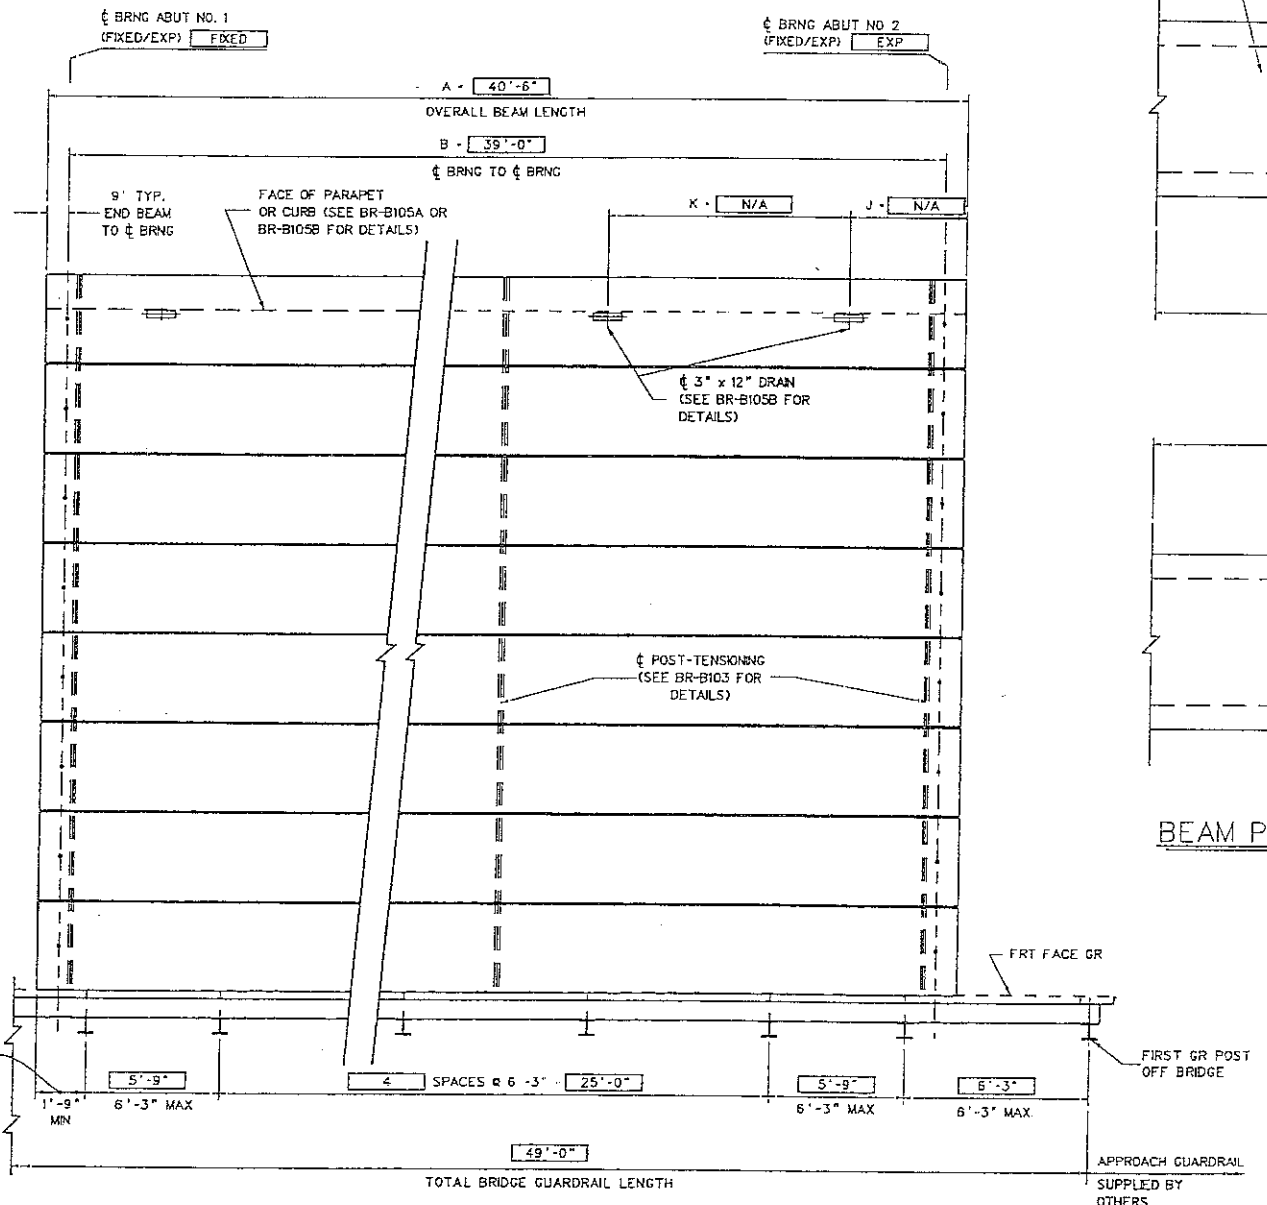 ₵ BRNG ABUT NO. 1
(FIXED/EXP) FIXED
₵ BRNG ABUT NO 2
(FIXED/EXP) EXP
A - 40'-6"
OVERALL BEAM LENGTH
B - 39'-0"
₵ BRNG TO ₵ BRNG
9' TYP.
END BEAM
TO ₵ BRNG
FACE OF PARAPET
OR CURB (SEE BR-B105A OR
BR-B105B FOR DETAILS)
K - N/A
J - N/A
₵ 3" x 12" DRAIN
(SEE BR-B105B FOR
DETAILS)
₵ POST-TENSIONING
(SEE BR-B103 FOR
DETAILS)
BEAM P
FRT FACE GR
FIRST GR POST
OFF BRIDGE
1'-9"
MIN
5'-9"
6'-3" MAX
4 SPACES @ 6 -3" - 25'-0"
5'-9"
6'-3" MAX
6'-3"
6'-3" MAX.
49'-0"
TOTAL BRIDGE GUARDRAIL LENGTH
APPROACH GUARDRAIL
SUPPLIED BY
OTHERS